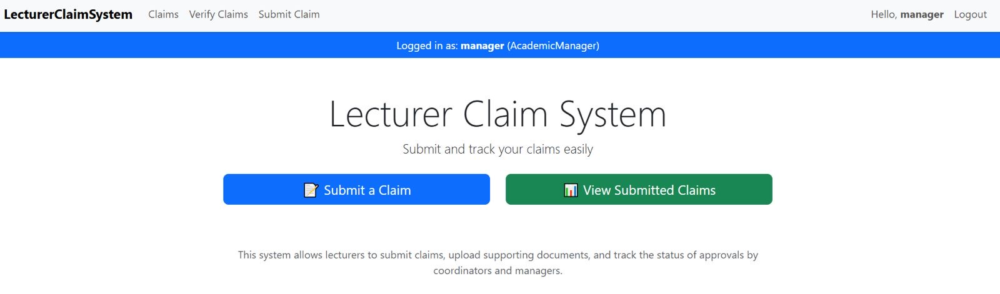 LecturerClaimSystem Claims Verify Claims Submit Claim Hello, manager Logout
Logged in as: manager (AcademicManager)
Lecturer Claim System
Submit and track your claims easily
📝 Submit a Claim
📊 View Submitted Claims
This system allows lecturers to submit claims, upload supporting documents, and track the status of approvals by
coordinators and managers.